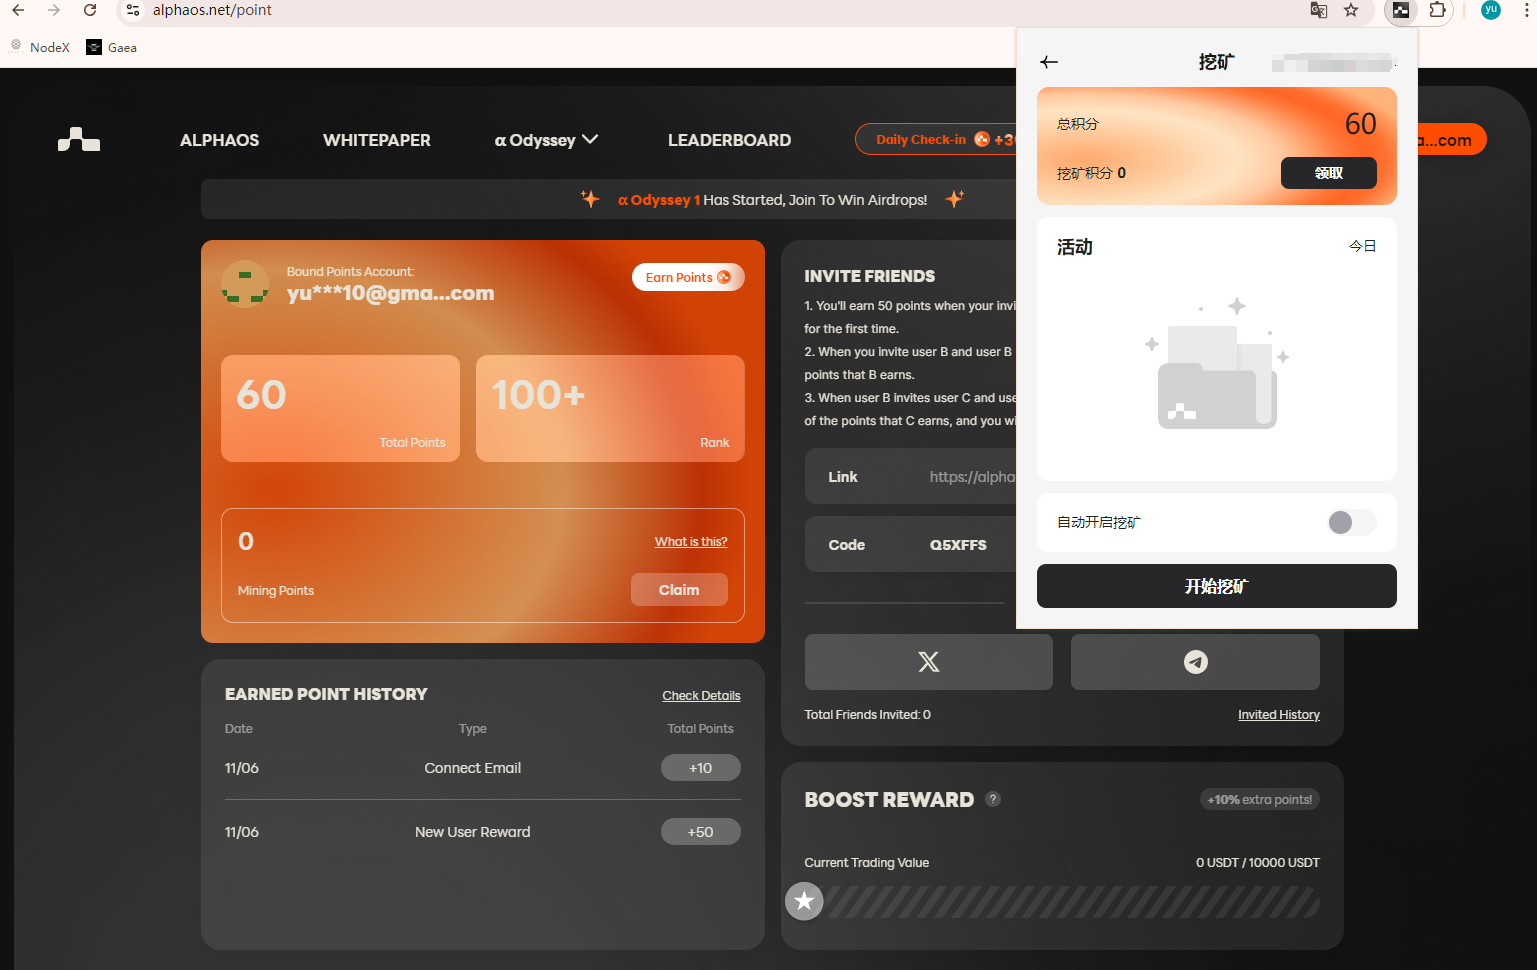 alphaos.net/point
yu
NodeX
Gaea
ALPHAOS
WHITEPAPER
α Odyssey
LEADERBOARD
Daily Check-in
+3
a...com
α Odyssey 1 Has Started, Join To Win Airdrops!
Bound Points Account:
yu***10@gma...com
Earn Points
60
Total Points
100+
Rank
0
What is this?
Mining Points
Claim
EARNED POINT HISTORY
Check Details
Date
Type
Total Points
11/06
Connect Email
+10
11/06
New User Reward
+50
INVITE FRIENDS
1. You'll earn 50 points when your invi
for the first time.
2. When you invite user B and user B
points that B earns.
3. When user B invites user C and use
of the points that C earns, and you wi
Link
https://alpha
Code
Q5XFFS
Total Friends Invited: 0
Invited History
BOOST REWARD
?
+10% extra points!
Current Trading Value
0 USDT / 10000 USDT
挖矿
总积分
60
挖矿积分 0
领取
活动
今日
自动开启挖矿
开始挖矿